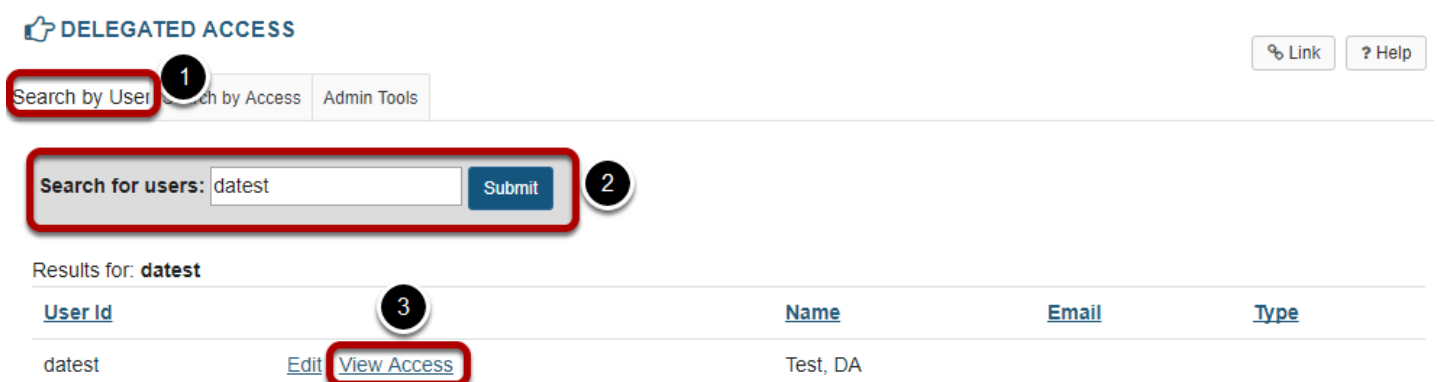 DELEGATED ACCESS
Link ? Help
1
Search by User ch by Access Admin Tools
Search for users: datest Submit 2
Results for: datest
3
User Id Name Email Type
datest Edit View Access Test, DA